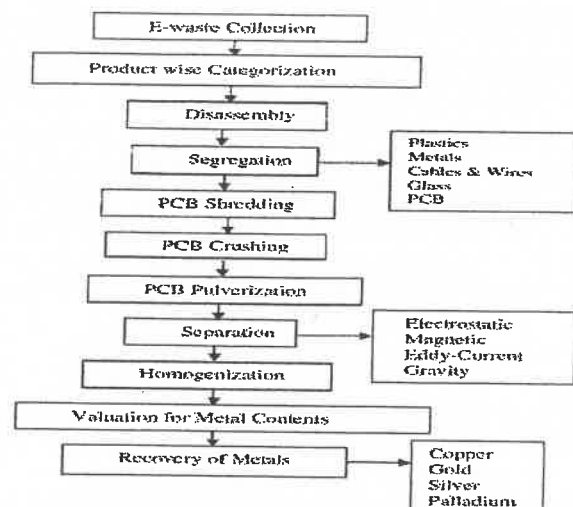 E-waste Collection
Product wise Categorization
Disassembly
Segregation
Plastics
Metals
Cables & Wires
Glass
PCB
PCB Shredding
PCB Crushing
PCB Pulverization
Separation
Electrostatic
Magnetic
Eddy-Current
Gravity
Homogenization
Valuation for Metal Contents
Recovery of Metals
Copper
Gold
Silver
Palladium